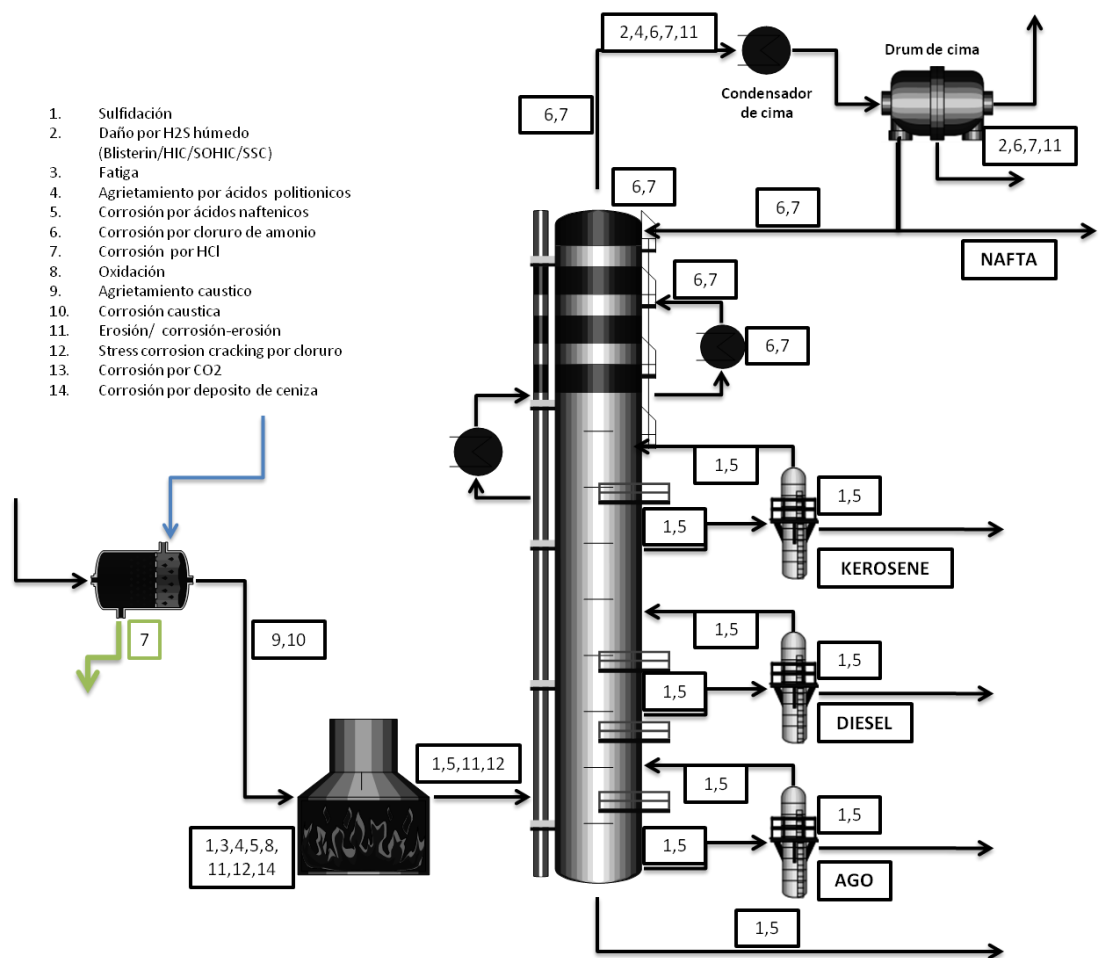 1. Sulfidación
2. Daño por H2S húmedo
(Blisterin/HIC/SOHIC/SSC)
3. Fatiga
4. Agrietamiento por ácidos politionicos
5. Corrosión por ácidos naftenicos
6. Corrosión por cloruro de amonio
7. Corrosión por HCl
8. Oxidación
9. Agrietamiento caustico
10. Corrosión caustica
11. Erosión/ corrosión-erosión
12. Stress corrosion cracking por cloruro
13. Corrosión por CO2
14. Corrosión por deposito de ceniza
2,4,6,7,11
Condensador
de cima
Drum de cima
2,6,7,11
6,7
6,7
6,7
NAFTA
6,7
6,7
1,5
1,5
1,5
KEROSENE
7
9,10
1,5
1,5
1,5
DIESEL
1,5,11,12
1,3,4,5,8,
11,12,14
1,5
1,5
1,5
AGO
1,5